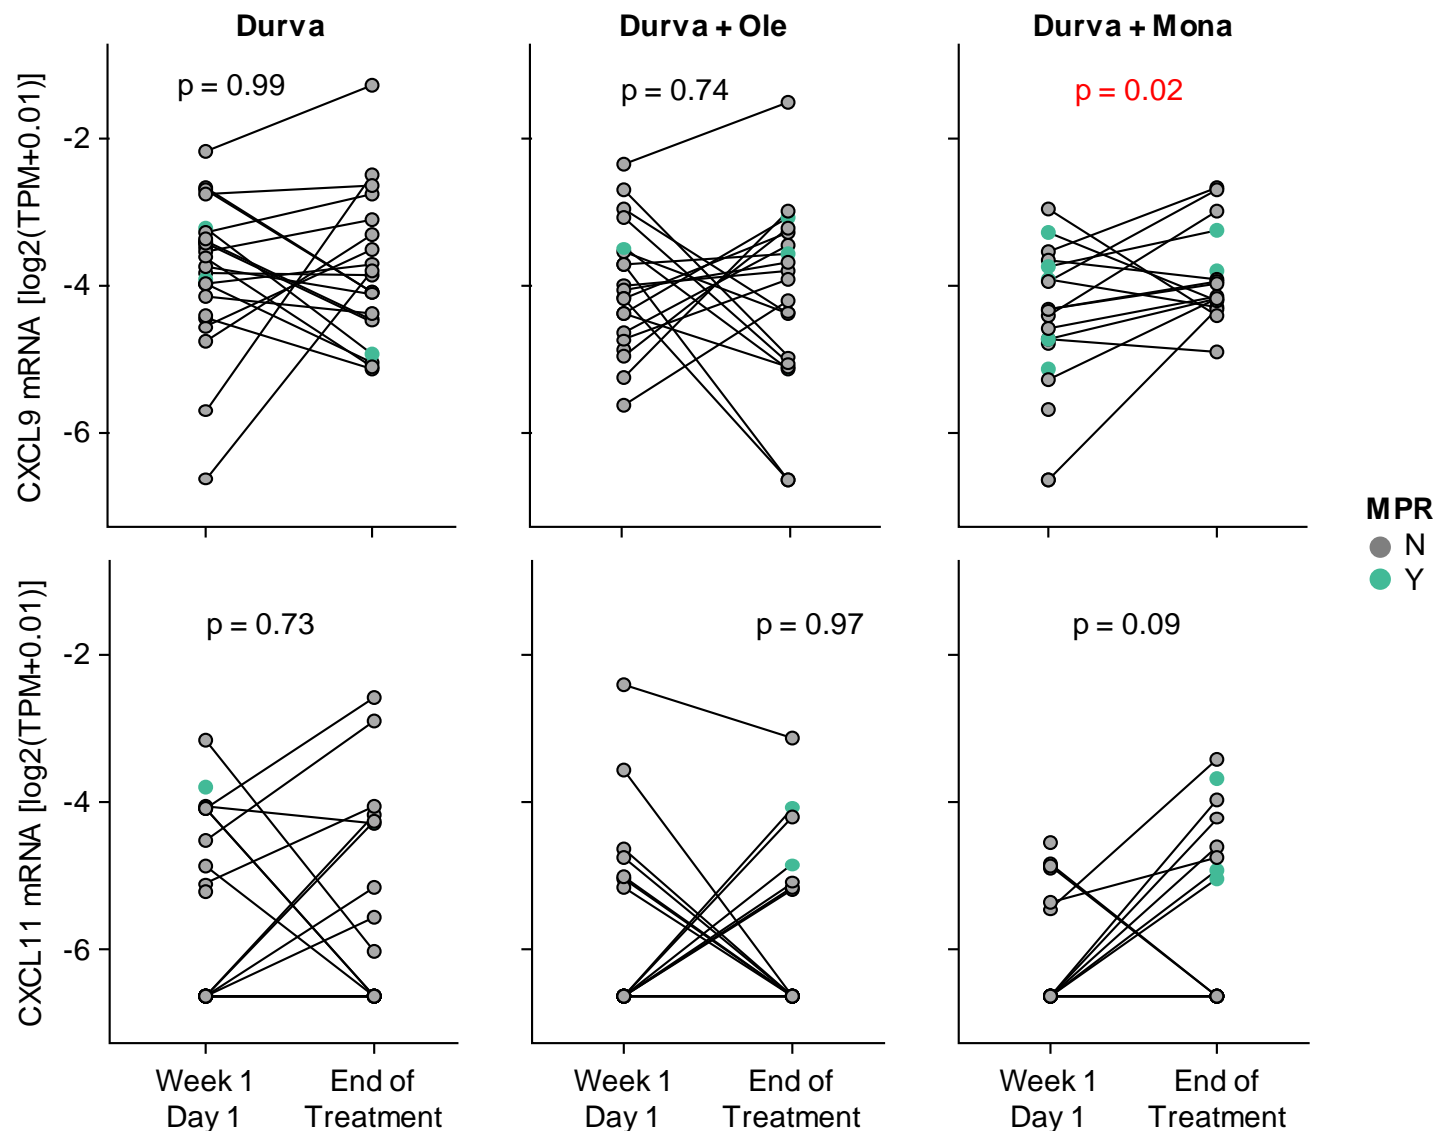 Durva
Durva + Ole
Durva + Mona
CXCL9 mRNA [log2(TPM+0.01)]
-2
-4
-6
p = 0.99
p = 0.74
p = 0.02
MPR
N
Y
CXCL11 mRNA [log2(TPM+0.01)]
-2
-4
-6
p = 0.73
p = 0.97
p = 0.09
Week 1
Day 1
End of
Treatment
Week 1
Day 1
End of
Treatment
Week 1
Day 1
End of
Treatment